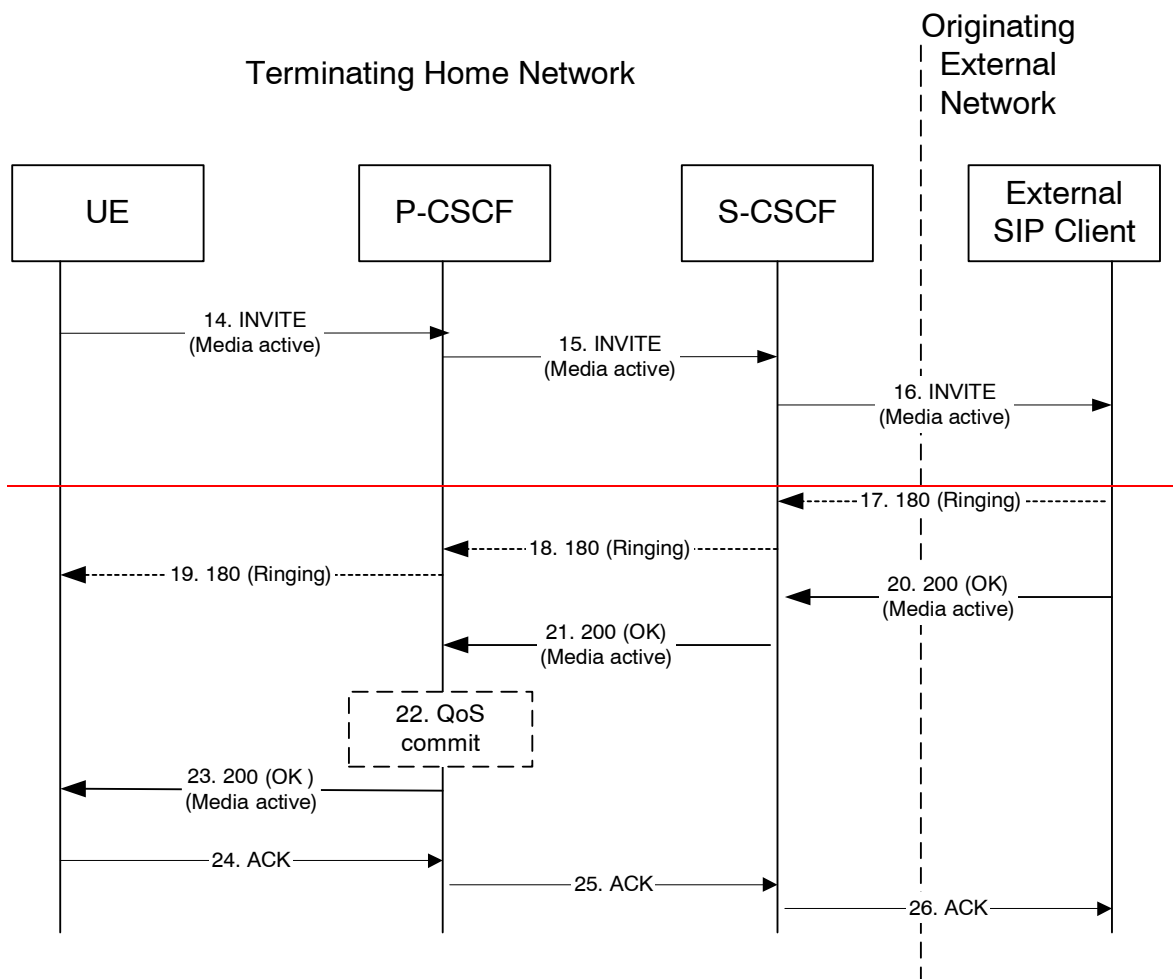 Originating
External
Network
Terminating Home Network
UE
P-CSCF
S-CSCF
External
SIP Client
14. INVITE
(Media active)
15. INVITE
(Media active)
16. INVITE
(Media active)
17. 180 (Ringing)
18. 180 (Ringing)
19. 180 (Ringing)
20. 200 (OK)
(Media active)
21. 200 (OK)
(Media active)
22. QoS
commit
23. 200 (OK )
(Media active)
24. ACK
25. ACK
26. ACK